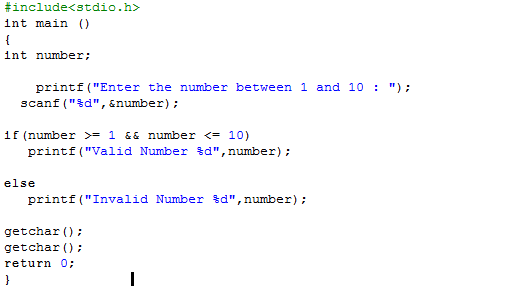 #include<stdio.h>
int main ()
{
int number;
printf("Enter the number between 1 and 10 : ");
scanf("%d",&number);
if(number >= 1 && number <= 10)
printf("Valid Number %d",number);
else
printf("Invalid Number %d",number);
getchar();
getchar();
return 0;
}